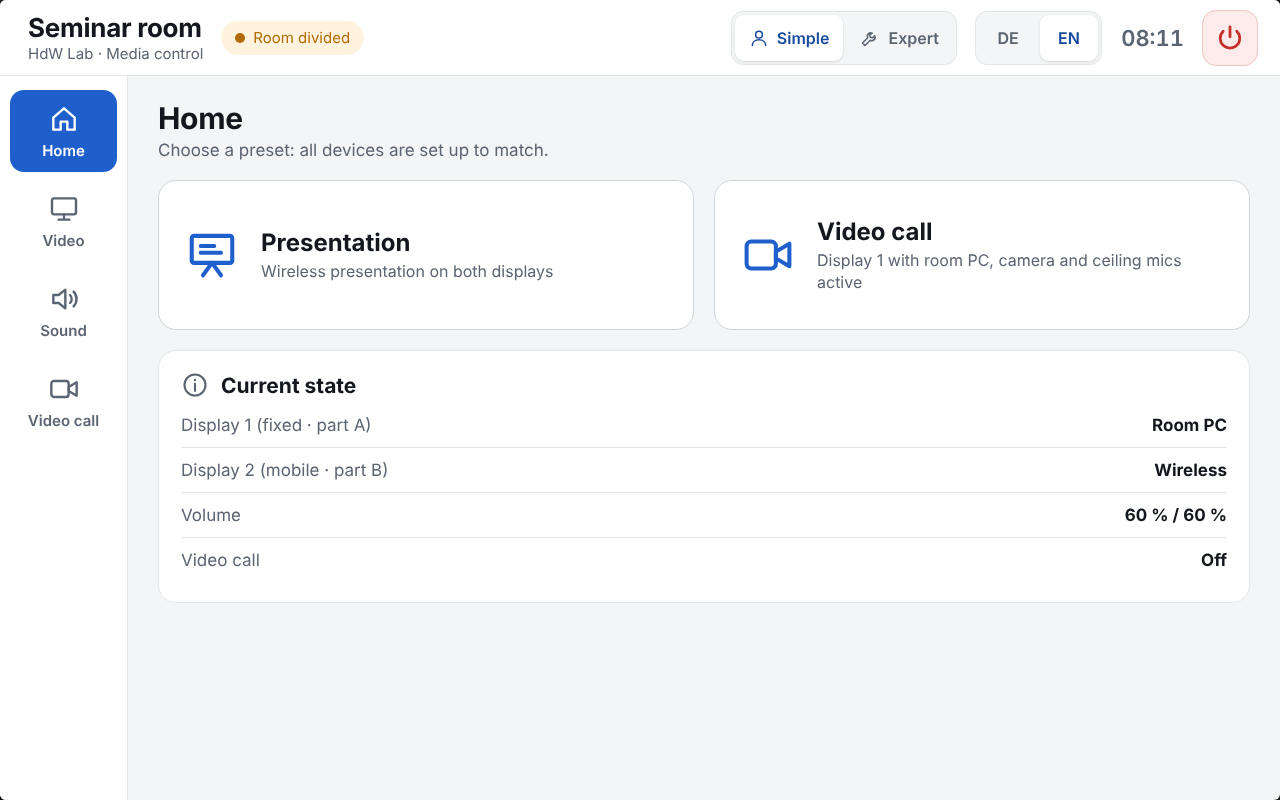 Seminar room
HdW Lab · Media control
Room divided
Simple
Expert
DE
EN
08:11
Home
Video
Sound
Video call
Home
Choose a preset: all devices are set up to match.
Presentation
Wireless presentation on both displays
Video call
Display 1 with room PC, camera and ceiling mics
active
Current state
Display 1 (fixed · part A) Room PC
Display 2 (mobile · part B) Wireless
Volume 60 % / 60 %
Video call Off